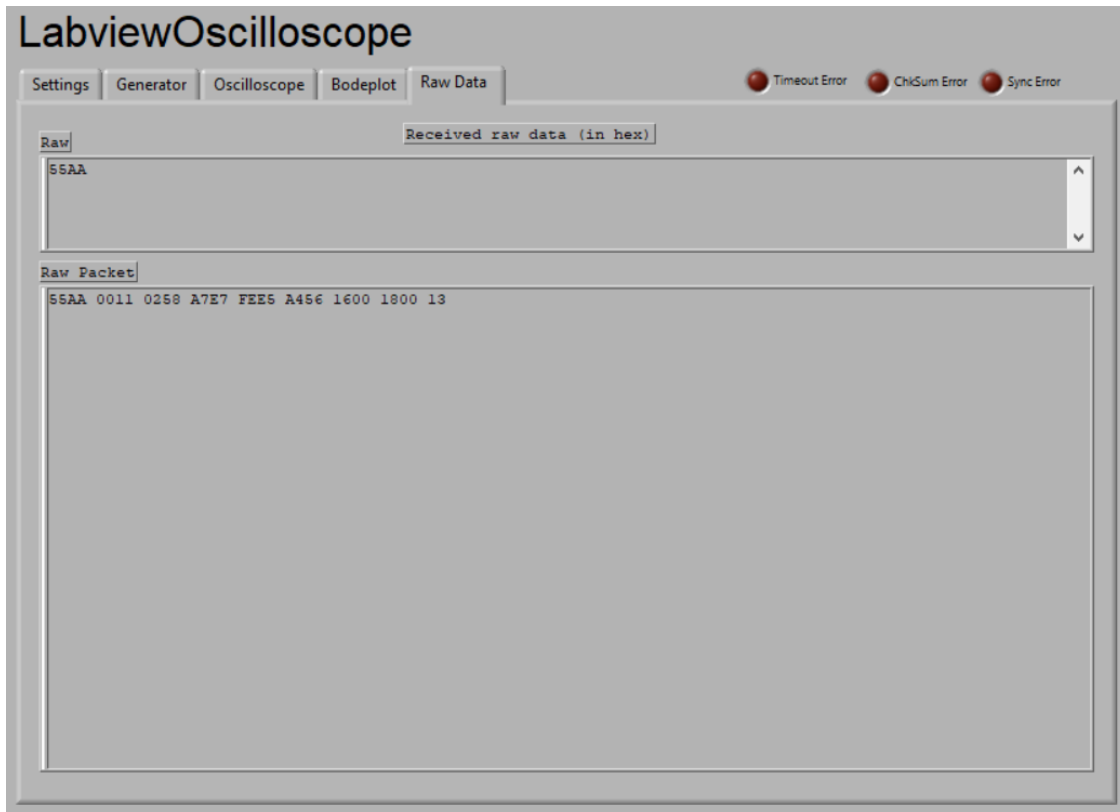 LabviewOscilloscope
Settings Generator Oscilloscope Bodeplot Raw Data Timeout Error ChkSum Error Sync Error
Raw Received raw data (in hex)
55AA
Raw Packet
55AA 0011 0258 A7E7 FEE5 A456 1600 1800 13